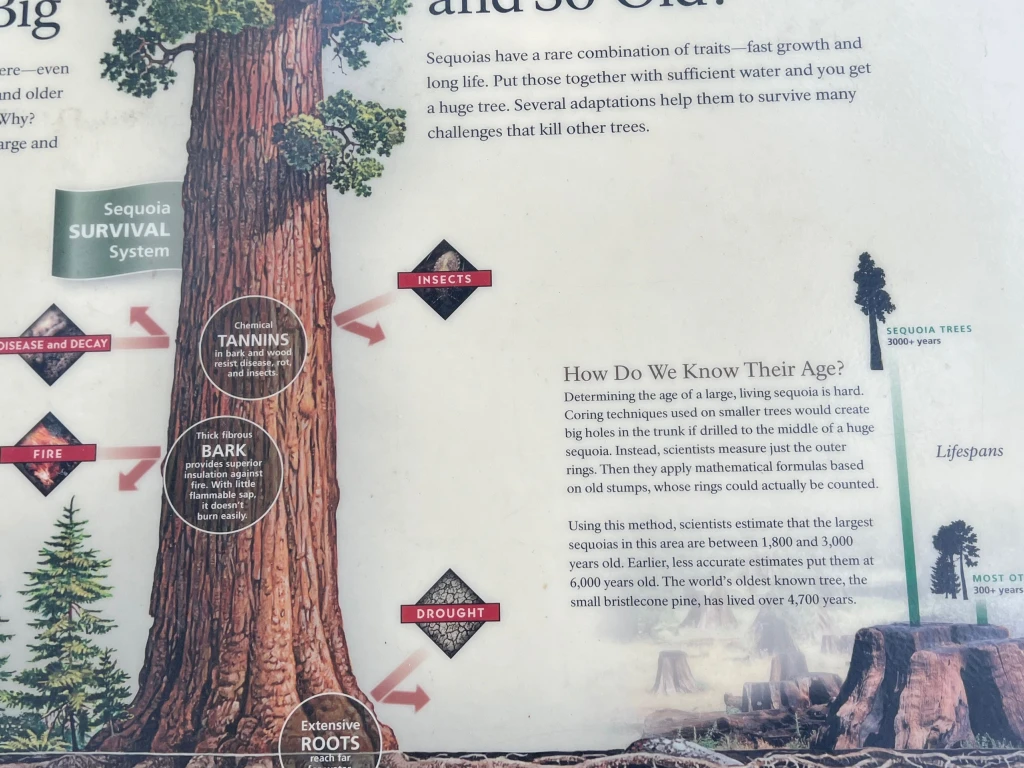 Big
and So Old?
ere—even
and older
Why?
arge and
Sequoias have a rare combination of traits—fast growth and
long life. Put those together with sufficient water and you get
a huge tree. Several adaptations help them to survive many
challenges that kill other trees.
Sequoia
SURVIVAL
System
INSECTS
DISEASE and DECAY
Chemical
TANNINS
in bark and wood
resist disease, rot,
and insects.
FIRE
Thick fibrous
BARK
provides superior
insulation against
fire. With little
flammable sap,
it doesn't
burn easily.
DROUGHT
Extensive
ROOTS
reach far
for water
How Do We Know Their Age?
Determining the age of a large, living sequoia is hard.
Coring techniques used on smaller trees would create
big holes in the trunk if drilled to the middle of a huge
sequoia. Instead, scientists measure just the outer
rings. Then they apply mathematical formulas based
on old stumps, whose rings could actually be counted.
Using this method, scientists estimate that the largest
sequoias in this area are between 1,800 and 3,000
years old. Earlier, less accurate estimates put them at
6,000 years old. The world's oldest known tree, the
small bristlecone pine, has lived over 4,700 years.
SEQUOIA TREES
3000+ years
Lifespans
MOST OT
300+ years